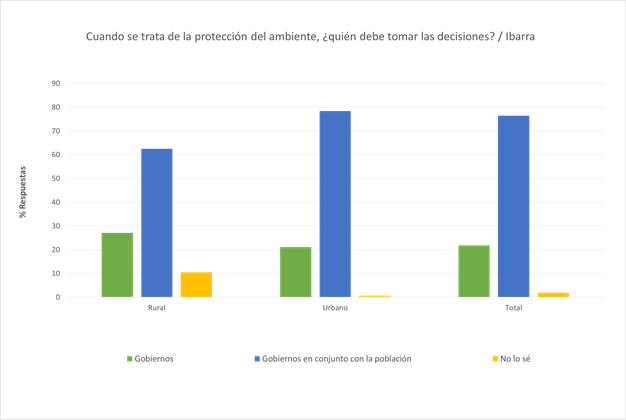 Cuando se trata de la protección del ambiente, ¿quién debe tomar las decisiones? / Ibarra
% Respuestas
90
80
70
60
50
40
30
20
10
0
Rural
Urbano
Total
Gobiernos
Gobiernos en conjunto con la población
No lo sé